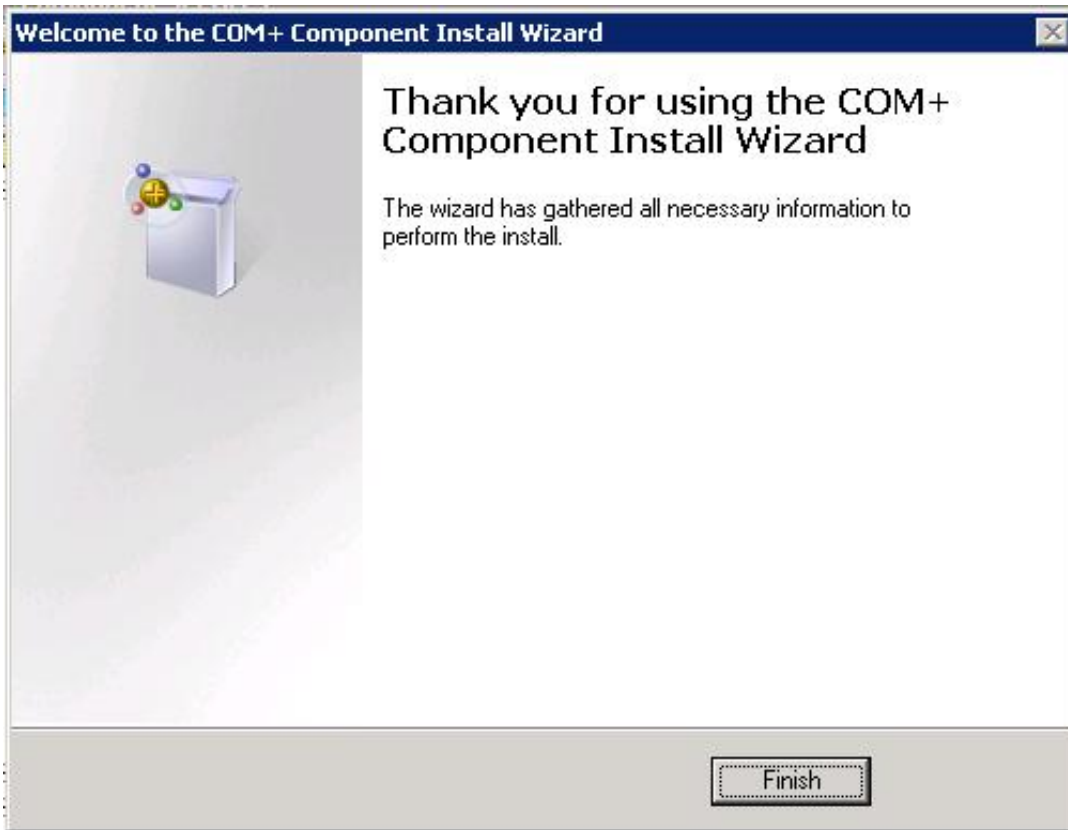 Welcome to the COM+ Component Install Wizard
Thank you for using the COM+
Component Install Wizard
The wizard has gathered all necessary information to
perform the install.
Finish